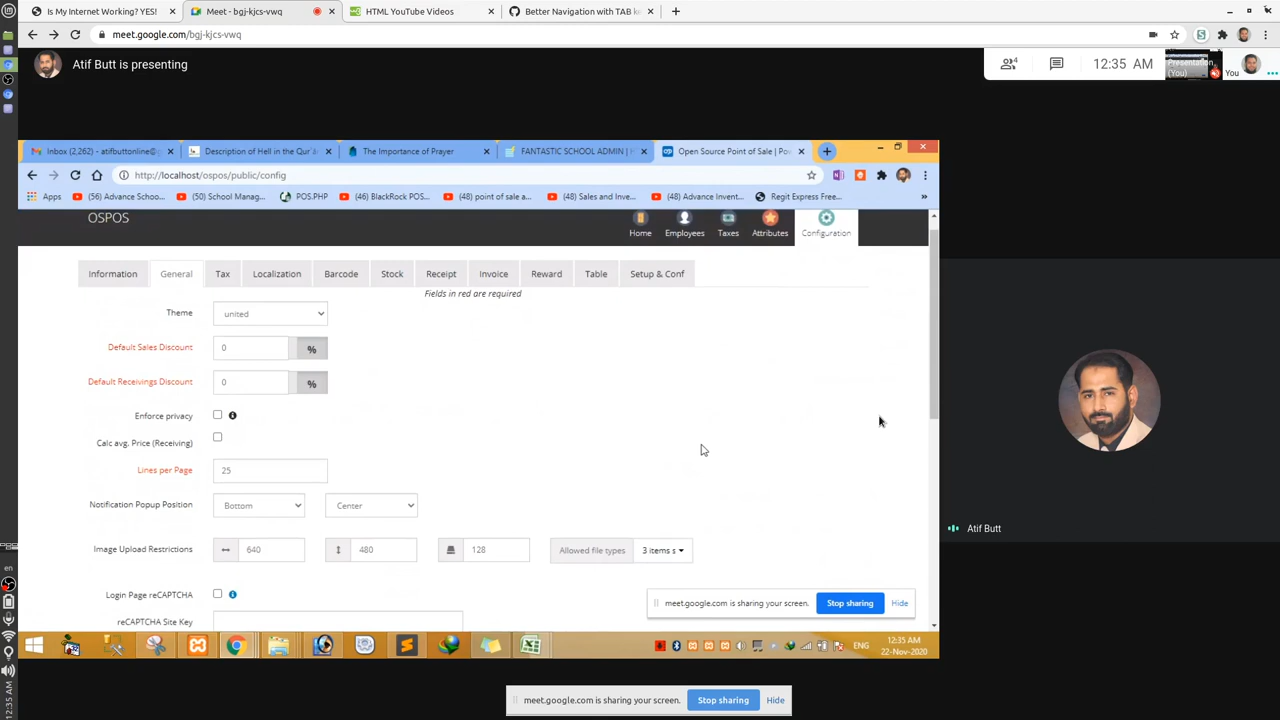 Is My Internet Working? YES!
Meet - bgj-kjcs-vwq
HTML YouTube Videos
Better Navigation with TAB k
meet.google.com/bgj-kjcs-vwq
Atif Butt is presenting
4
12:35 AM
Presentation
(You)
You
Inbox (2,262) - atifbuttonline@g
Description of Hell in the Qur'a
The Importance of Prayer
FANTASTIC SCHOOL ADMIN | H
Open Source Point of Sale | Po
http://localhost/ospos/public/config
Apps
(56) Advance Schoo...
(50) School Manag...
POS.PHP
(46) BlackRock POS...
(48) point of sale a...
(48) Sales and Inve...
(48) Advance Invent...
Regit Express Free...
OSPOS
Home
Employees
Taxes
Attributes
Configuration
Information
General
Tax
Localization
Barcode
Stock
Receipt
Invoice
Reward
Table
Setup & Conf
Fields in red are required
Theme
united
Default Sales Discount
0
%
Default Receivings Discount
0
%
Enforce privacy
Calc avg. Price (Receiving)
Lines per Page
25
Notification Popup Position
Bottom
Center
Image Upload Restrictions
640
480
128
Allowed file types
3 items s
Login Page reCAPTCHA
reCAPTCHA Site Key
meet.google.com is sharing your screen.
Stop sharing
Hide
ENG
12:35 AM
22-Nov-2020
Atif Butt
en
12:35 AM
meet.google.com is sharing your screen.
Stop sharing
Hide